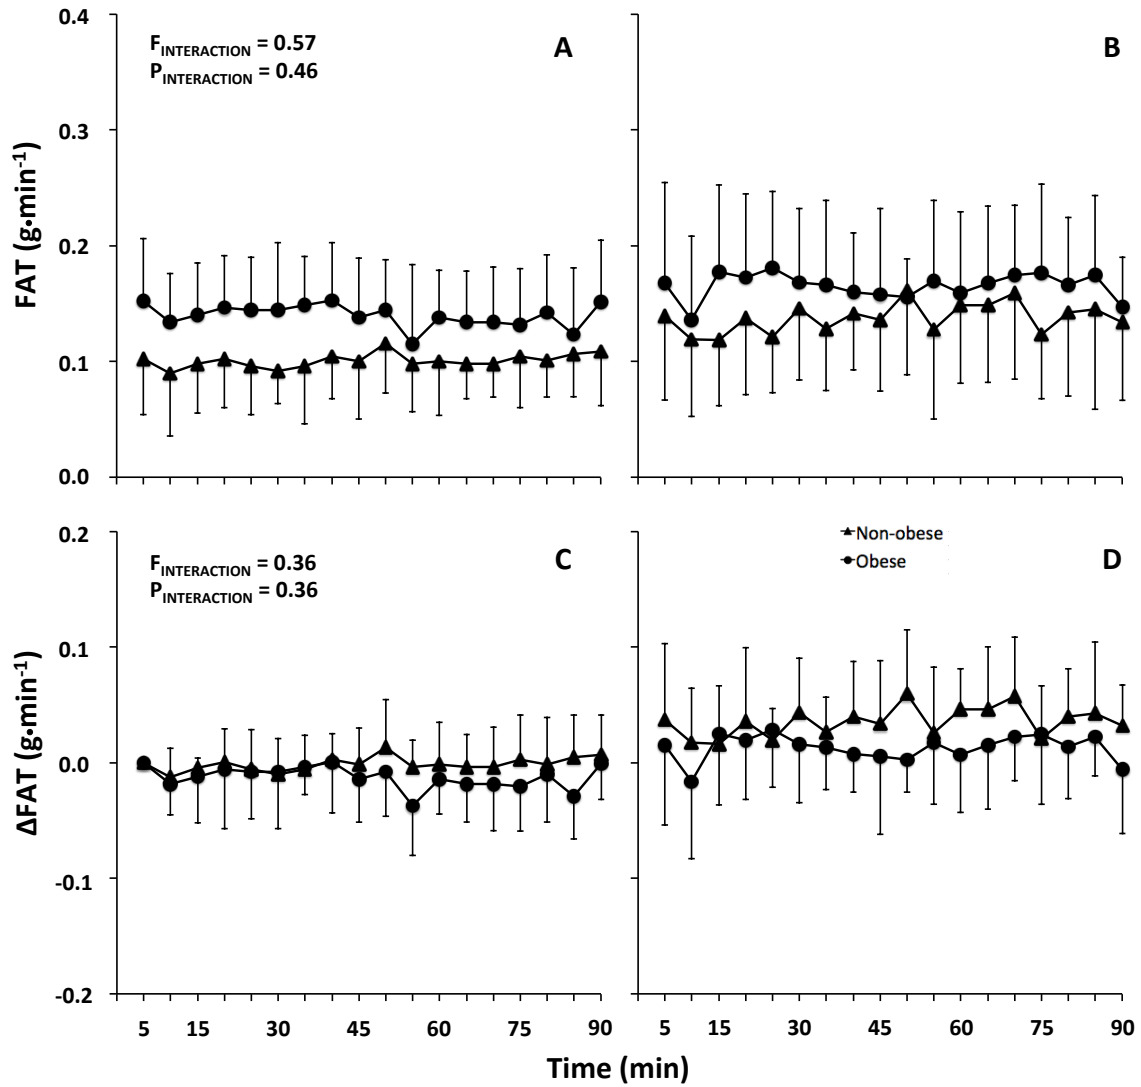 0.4
F_INTERACTION = 0.57
A
B
P_INTERACTION = 0.46
0.3
FAT (g•min⁻¹)
0.2
0.1
0.0
0.2
F_INTERACTION = 0.36
C
▲Non-obese
D
P_INTERACTION = 0.36
●Obese
0.1
ΔFAT (g•min⁻¹)
0.0
-0.1
-0.2
5 15 30 45 60 75 90 5 15 30 45 60 75 90
Time (min)